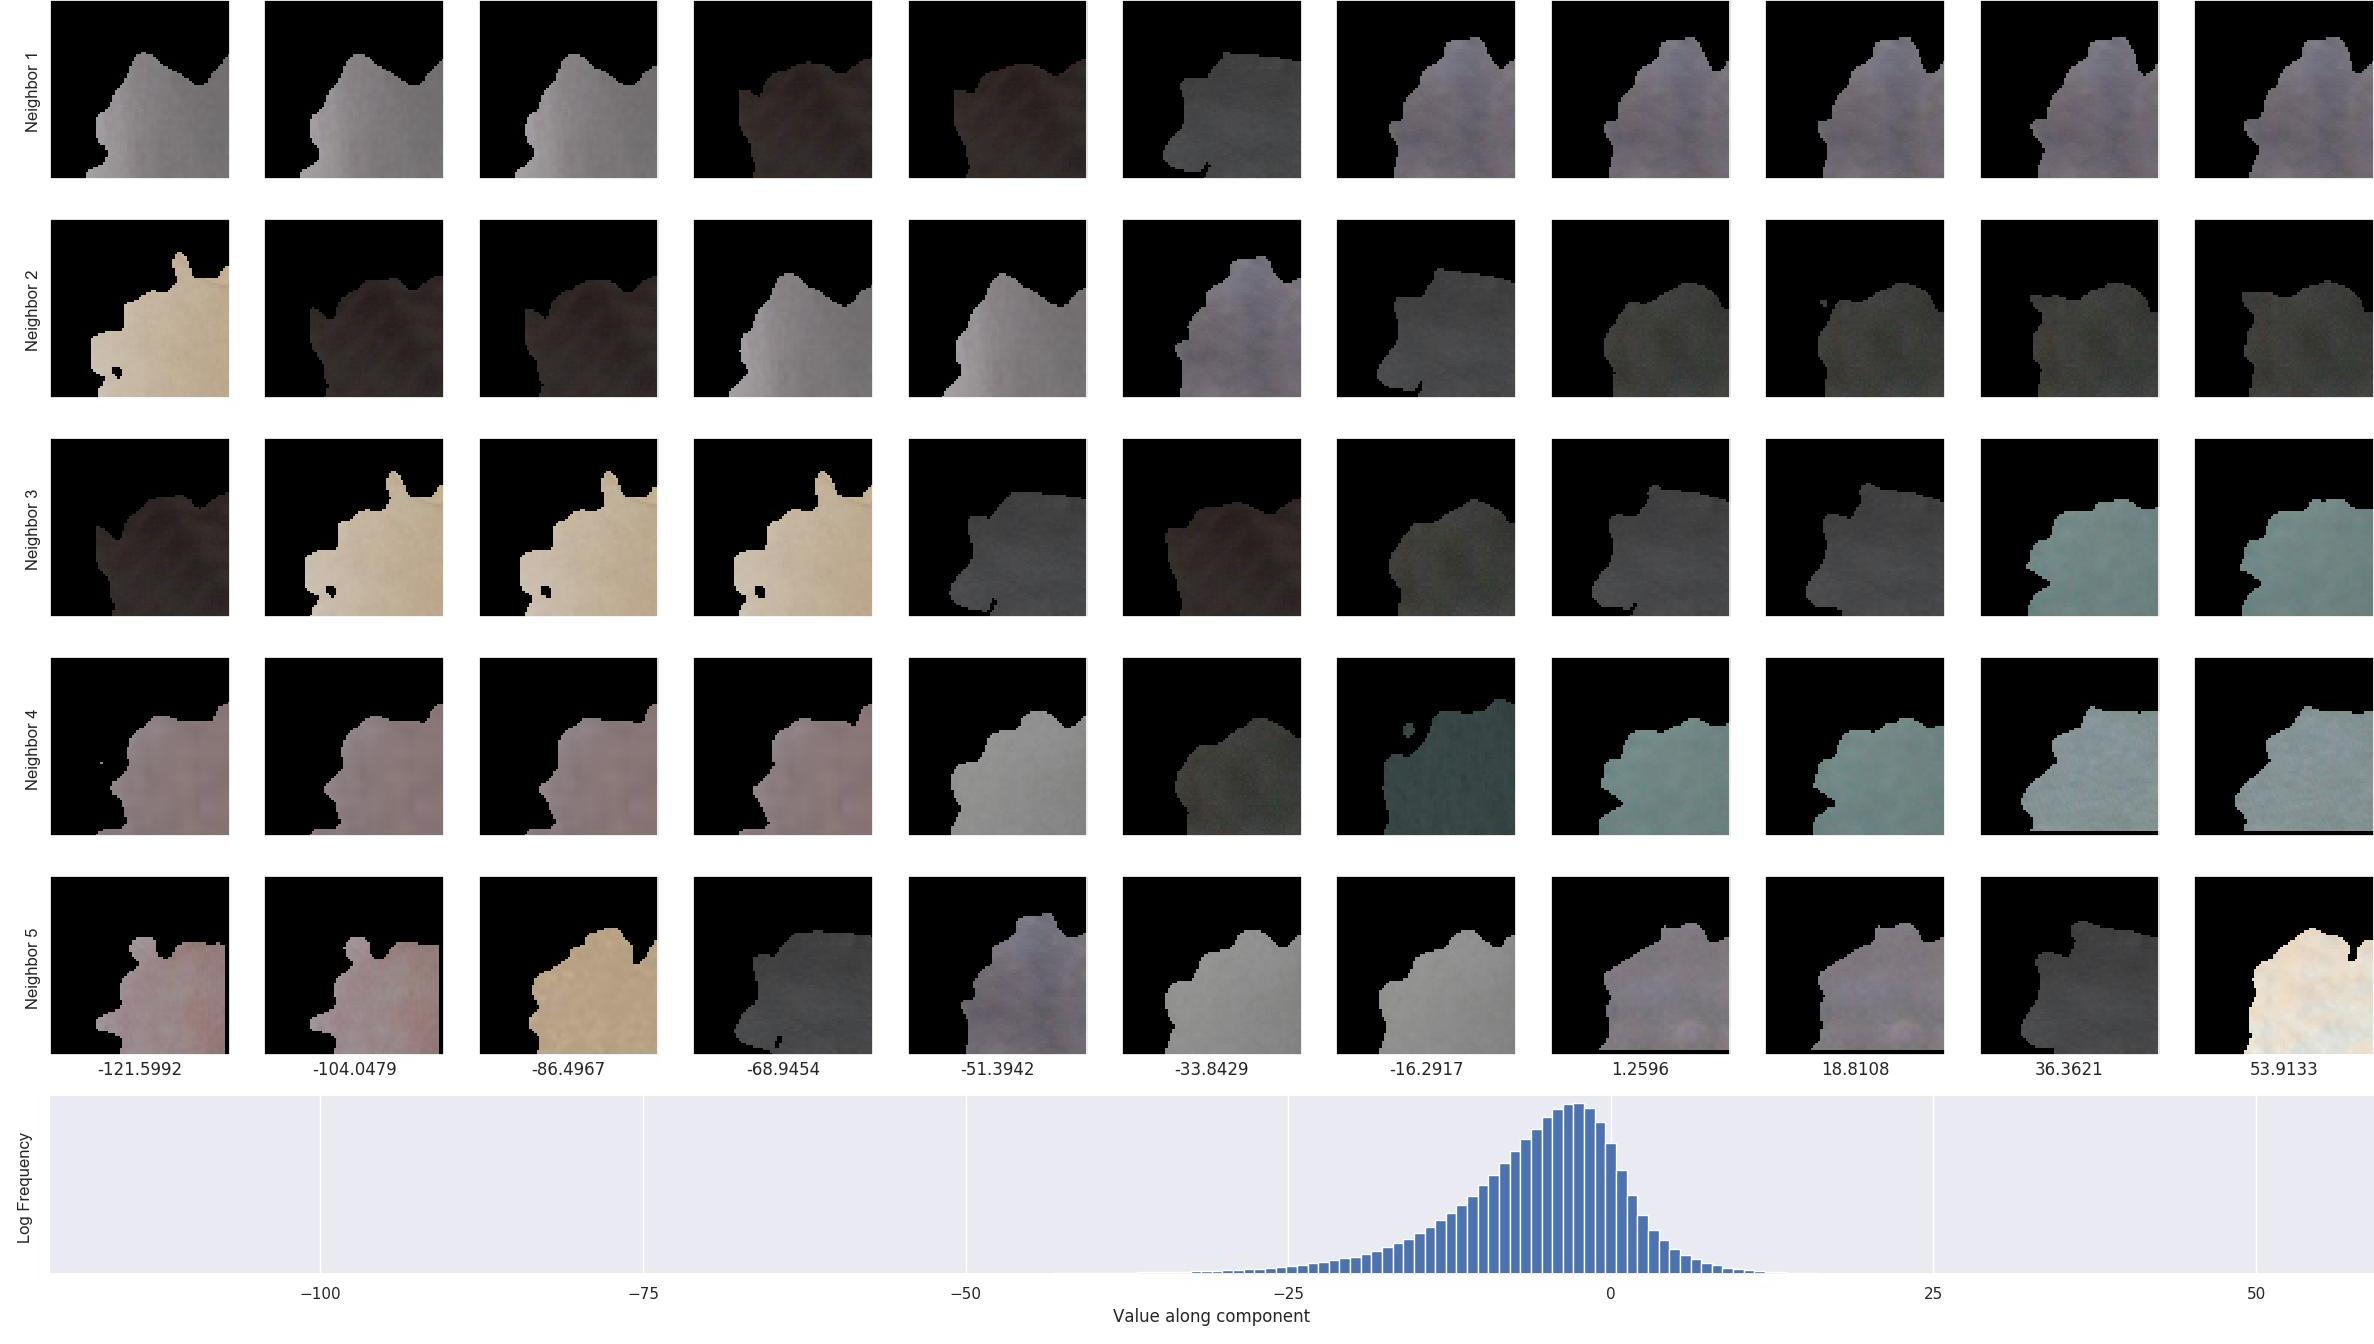 Neighbor 1
Neighbor 2
Neighbor 3
Neighbor 4
Neighbor 5
-121.5992 -104.0479 -86.4967 -68.9454 -51.3942 -33.8429 -16.2917 1.2596 18.8108 36.3621 53.9133
Log Frequency
−100 −75 −50 −25 0 25 50
Value along component